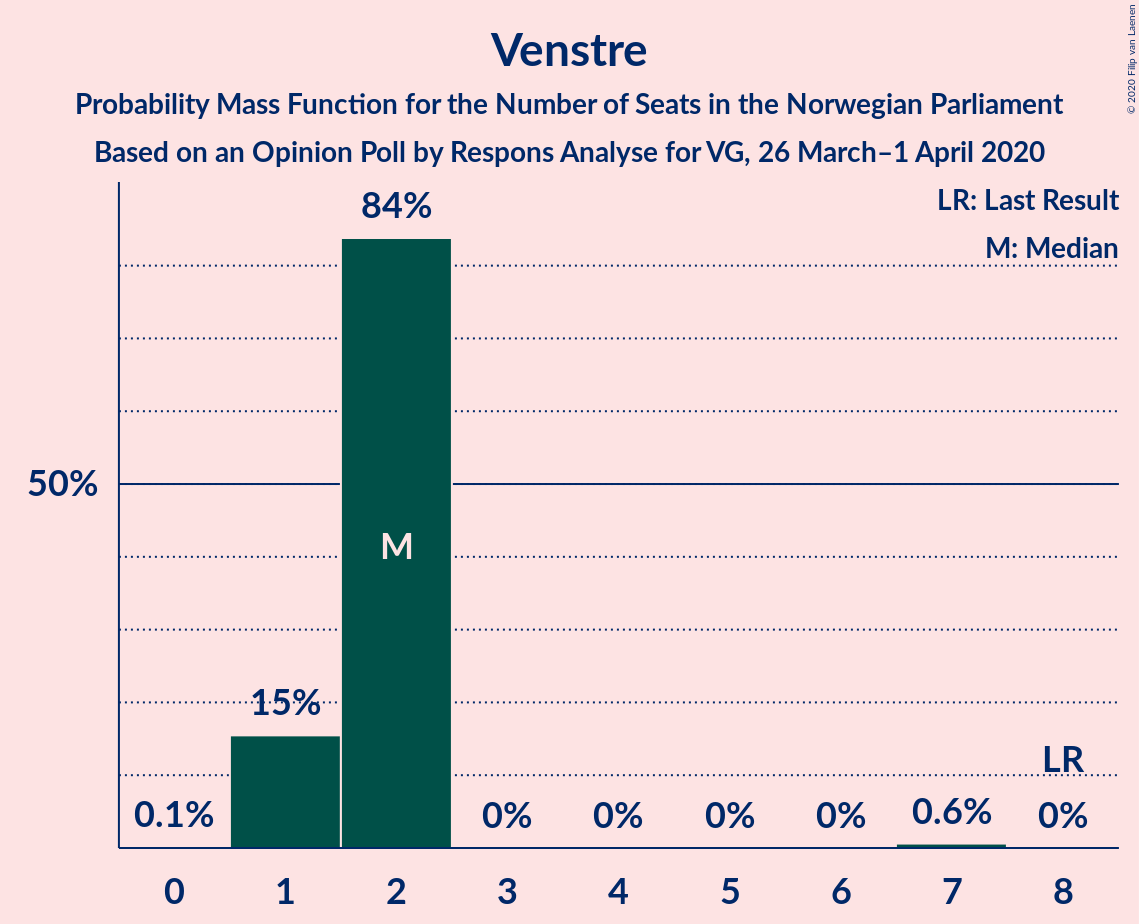 © 2020 Filip van Laenen
Venstre
Probability Mass Function for the Number of Seats in the Norwegian Parliament
Based on an Opinion Poll by Respons Analyse for VG, 26 March–1 April 2020
LR: Last Result
M: Median
84%
50%
M
15%
LR
0.1%
0%
0%
0%
0%
0.6%
0%
0 1 2 3 4 5 6 7 8